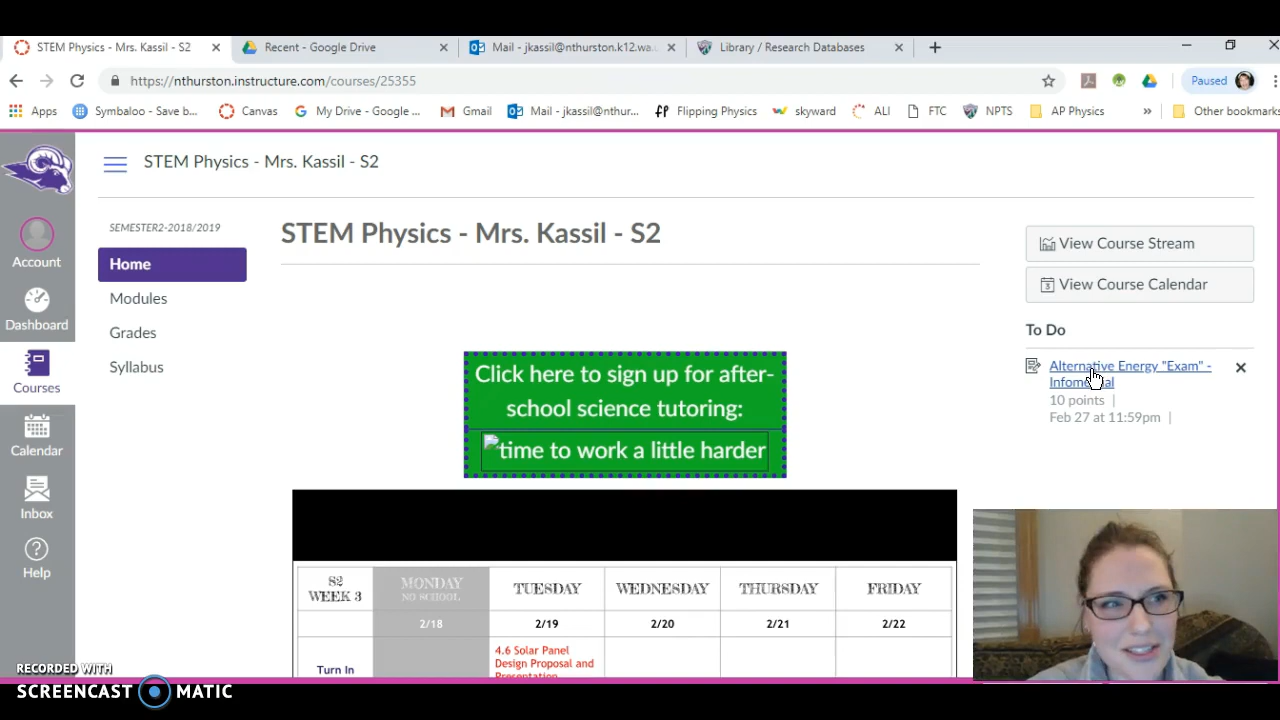 STEM Physics - Mrs. Kassil - S2
Recent - Google Drive
Mail - jkassil@nthurston.k12.wa.u
Library / Research Databases
https://nthurston.instructure.com/courses/25355
Paused
Apps
Symbaloo - Save b...
Canvas
My Drive - Google ...
Gmail
Mail - jkassil@nthur...
Flipping Physics
skyward
ALI
FTC
NPTS
AP Physics
»
Other bookmarks
STEM Physics - Mrs. Kassil - S2
Account
Dashboard
Courses
Calendar
Inbox
Help
SEMESTER2-2018/2019
Home
Modules
Grades
Syllabus
STEM Physics - Mrs. Kassil - S2
Click here to sign up for after-
school science tutoring:
time to work a little harder
S2
WEEK 3
MONDAY
NO SCHOOL
TUESDAY
WEDNESDAY
THURSDAY
FRIDAY
2/18
2/19
2/20
2/21
2/22
Turn In
4.6 Solar Panel
Design Proposal and
Presentation
View Course Stream
View Course Calendar
To Do
Alternative Energy "Exam" -
10 points |
Feb 27 at 11:59pm |
RECORDED WITH
SCREENCAST MATIC